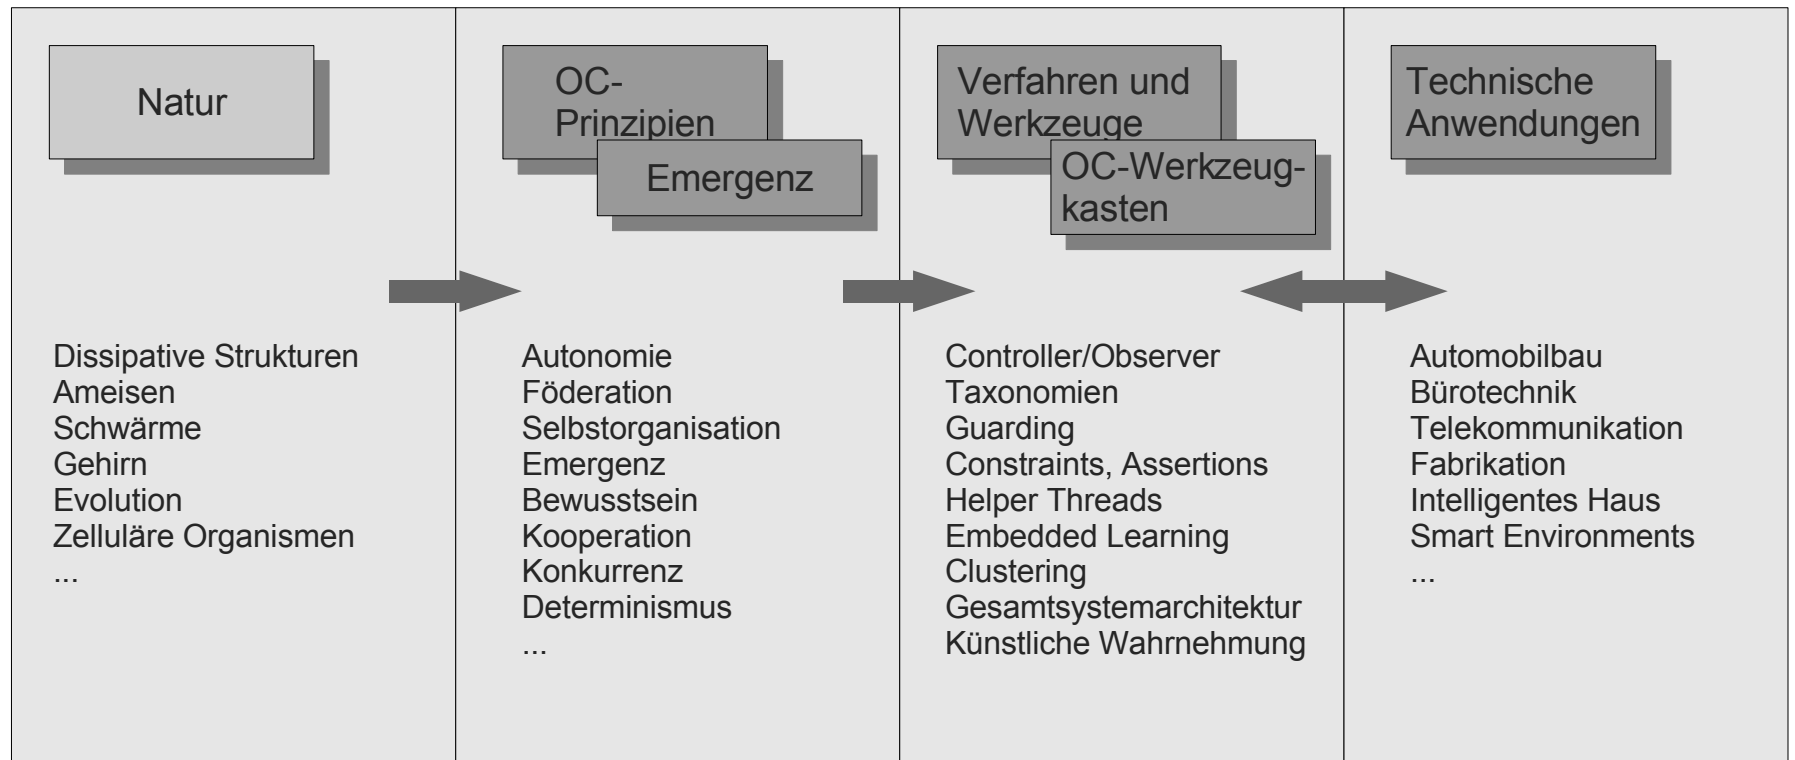 Natur
Dissipative Strukturen
Ameisen
Schwärme
Gehirn
Evolution
Zelluläre Organismen
...
OC-
Prinzipien
Emergenz
Autonomie
Föderation
Selbstorganisation
Emergenz
Bewusstsein
Kooperation
Konkurrenz
Determinismus
...
Verfahren und
Werkzeuge
OC-Werkzeug-
kasten
Controller/Observer
Taxonomien
Guarding
Constraints, Assertions
Helper Threads
Embedded Learning
Clustering
Gesamtsystemarchitektur
Künstliche Wahrnehmung
Technische
Anwendungen
Automobilbau
Bürotechnik
Telekommunikation
Fabrikation
Intelligentes Haus
Smart Environments
...